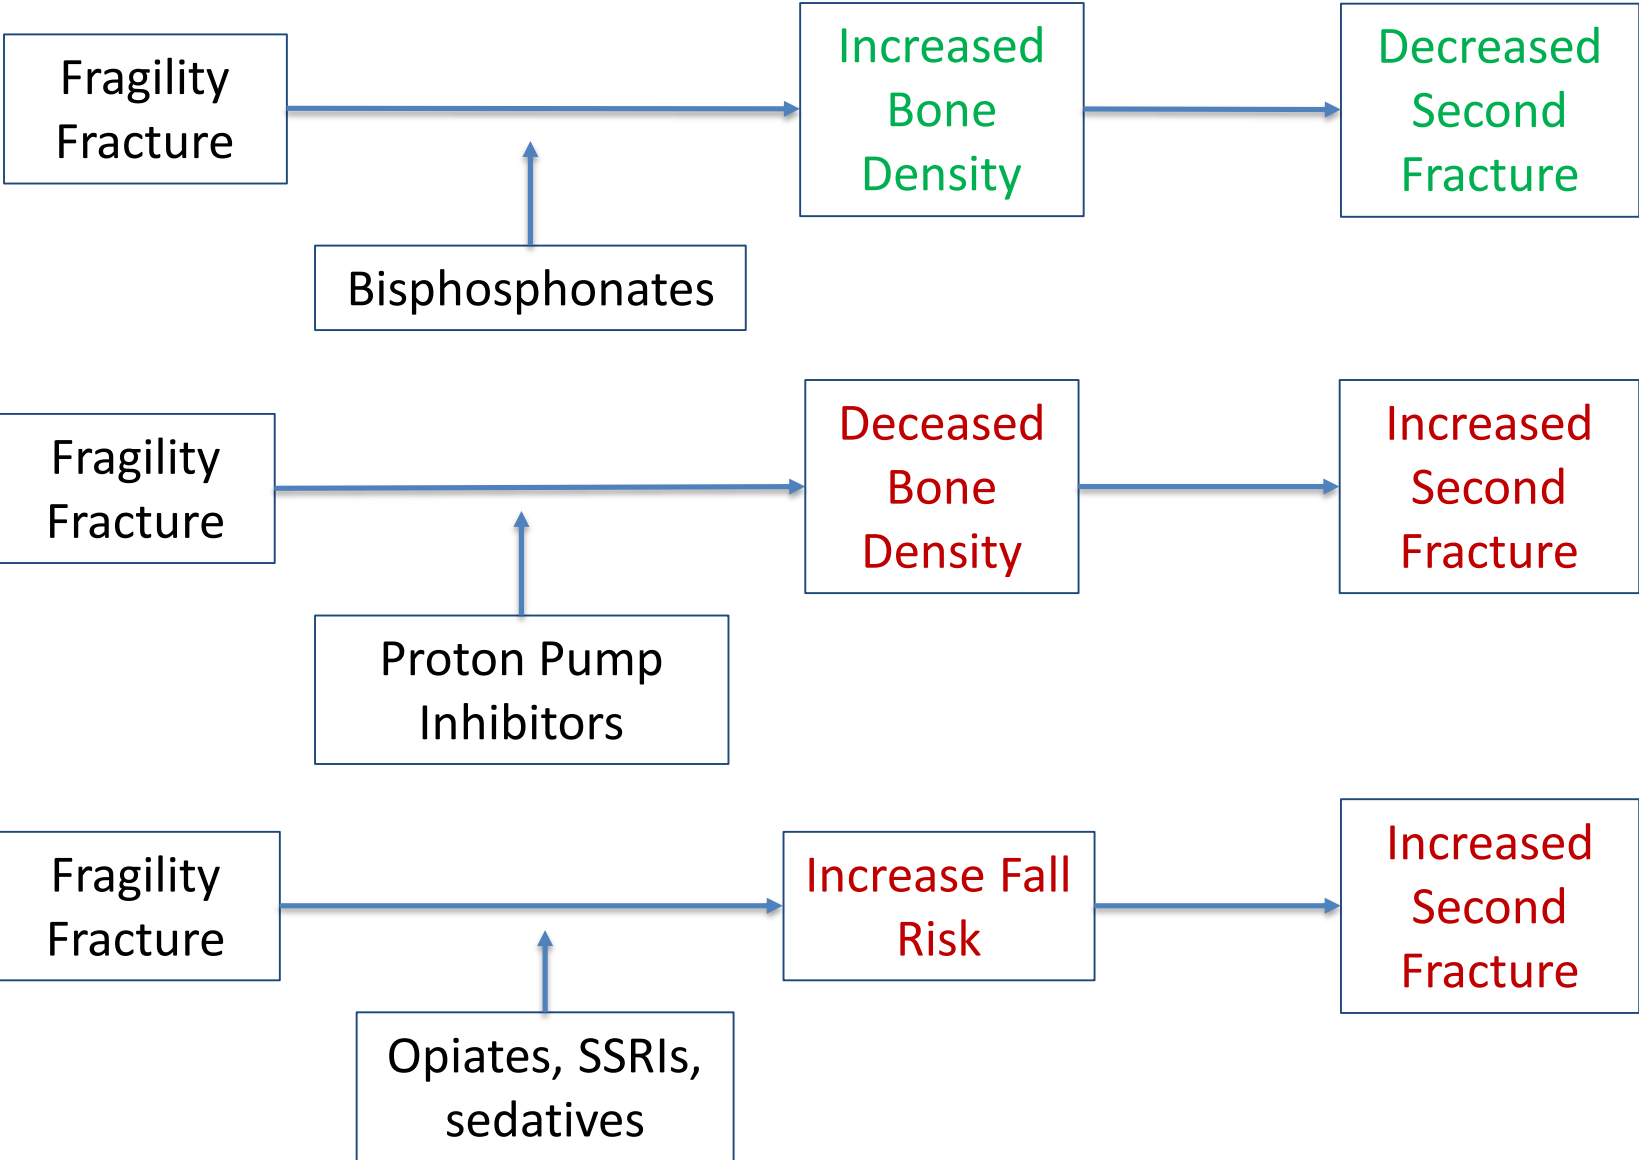 Fragility
Fracture
Increased
Bone
Density
Decreased
Second
Fracture
Bisphosphonates
Fragility
Fracture
Deceased
Bone
Density
Increased
Second
Fracture
Proton Pump
Inhibitors
Fragility
Fracture
Increase Fall
Risk
Increased
Second
Fracture
Opiates, SSRIs,
sedatives